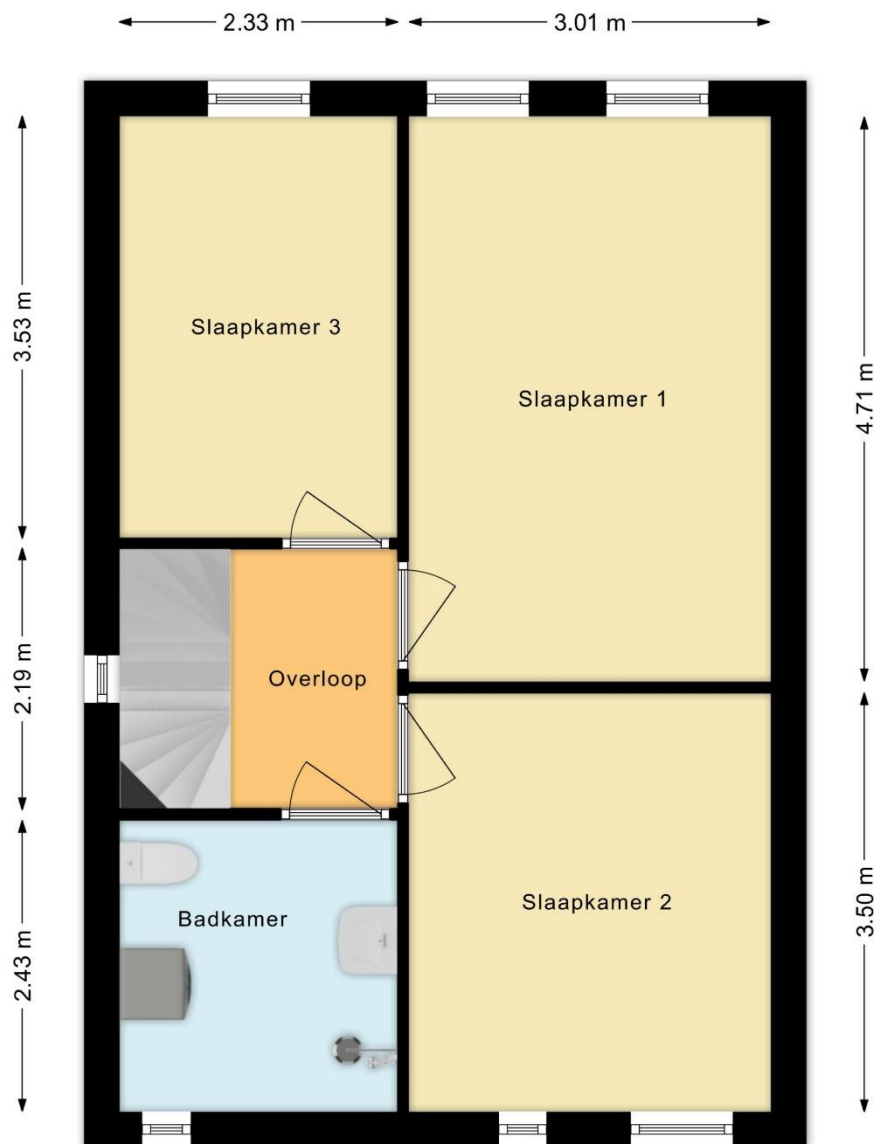 2.33 m
3.01 m
3.53 m
Slaapkamer 3
Slaapkamer 1
4.71 m
2.19 m
Overloop
2.43 m
Badkamer
Slaapkamer 2
3.50 m